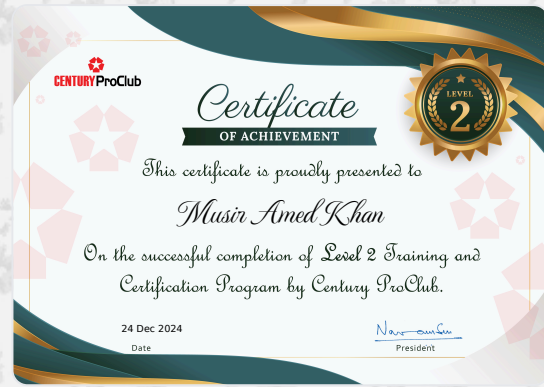 CENTURY ProClub
LEVEL
2
Certificate
OF ACHIEVEMENT
This certificate is proudly presented to
Musir Amed Khan
On the successful completion of Level 2 Training and
Certification Program by Century ProClub.
24 Dec 2024
Date
President